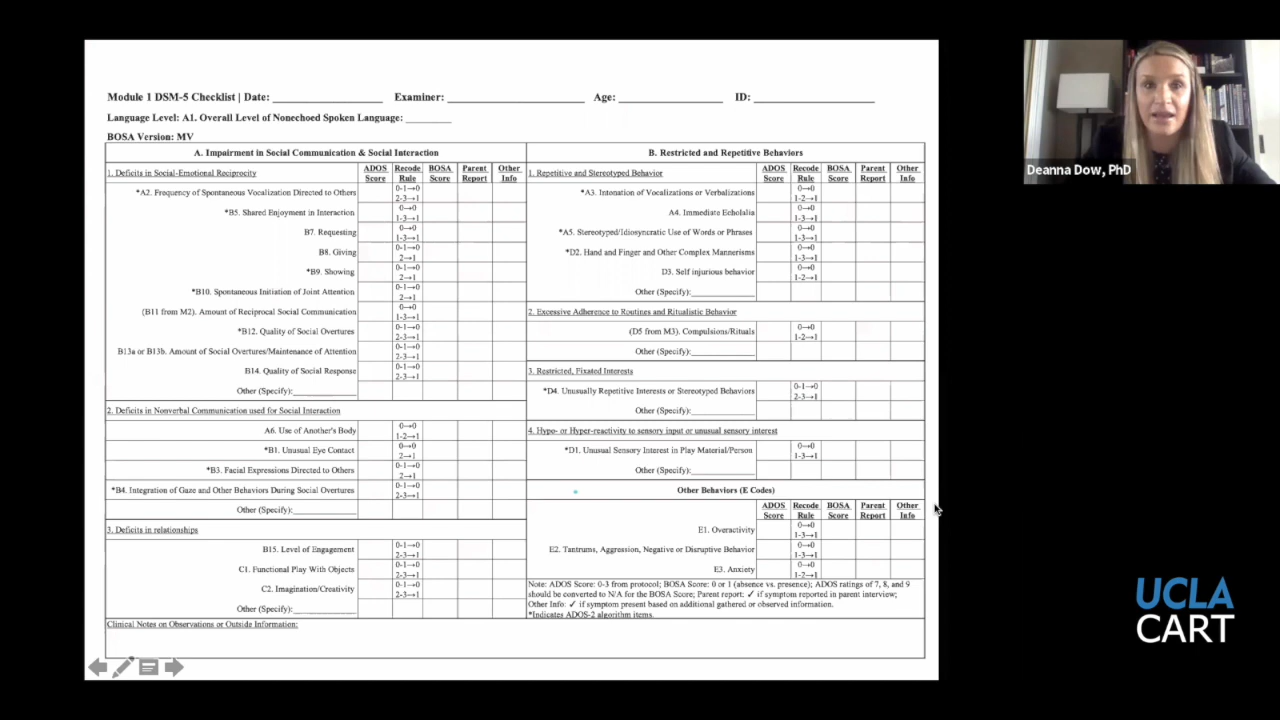 Module 1 DSM-5 Checklist | Date: ____________ Examiner: ____________ Age: ____________ ID: ____________
Language Level: A1. Overall Level of Nonechoed Spoken Language: ________
BOSA Version: MV
A. Impairment in Social Communication & Social Interaction
1. Deficits in Social-Emotional Reciprocity ADOS Score Recode Rule BOSA Score Parent Report Other Info
*A2. Frequency of Spontaneous Vocalization Directed to Others 0-1→0 2-3→1
*B5. Shared Enjoyment in Interaction 0→0 1-3→1
B7. Requesting 0→0 1-3→1
B8. Giving 0-1→0 2→1
*B9. Showing 0-1→0 2→1
*B10. Spontaneous Initiation of Joint Attention 0-1→0 2→1
(B11 from M2). Amount of Reciprocal Social Communication 0→0 1-3→1
*B12. Quality of Social Overtures 0-1→0 2-3→1
B13a or B13b. Amount of Social Overtures/Maintenance of Attention 0-1→0 2-3→1
B14. Quality of Social Response 0-1→0 2-3→1
Other (Specify):____________
2. Deficits in Nonverbal Communication used for Social Interaction
A6. Use of Another's Body 0→0 1-2→1
*B1. Unusual Eye Contact 0→0 2→1
*B3. Facial Expressions Directed to Others 0-1→0 2→1
*B4. Integration of Gaze and Other Behaviors During Social Overtures 0-1→0 2-3→1
Other (Specify):____________
3. Deficits in relationships
B15. Level of Engagement 0-1→0 2-3→1
C1. Functional Play With Objects 0-1→0 2-3→1
C2. Imagination/Creativity 0-1→0 2-3→1
Other (Specify):____________
B. Restricted and Repetitive Behaviors
1. Repetitive and Stereotyped Behavior ADOS Score Recode Rule BOSA Score Parent Report Other Info
*A3. Intonation of Vocalizations or Verbalizations 0→0 1-2→1
A4. Immediate Echolalia 0→0 1-3→1
*A5. Stereotyped/Idiosyncratic Use of Words or Phrases 0→0 1-3→1
*D2. Hand and Finger and Other Complex Mannerisms 0→0 1-3→1
D3. Self injurious behavior 0→0 1-2→1
Other (Specify):____________
2. Excessive Adherence to Routines and Ritualistic Behavior
(D5 from M3). Compulsions/Rituals 0→0 1-2→1
Other (Specify):____________
3. Restricted, Fixated Interests
*D4. Unusually Repetitive Interests or Stereotyped Behaviors 0-1→0 2-3→1
Other (Specify):____________
4. Hypo- or Hyper-reactivity to sensory input or unusual sensory interest
*D1. Unusual Sensory Interest in Play Material/Person 0→0 1-3→1
Other (Specify):____________
Other Behaviors (E Codes)
ADOS Score Recode Rule BOSA Score Parent Report Other Info
E1. Overactivity 0→0 1-3→1
E2. Tantrums, Aggression, Negative or Disruptive Behavior 0→0 1-3→1
E3. Anxiety 0→0 1-2→1
Note: ADOS Score: 0-3 from protocol; BOSA Score: 0 or 1 (absence vs. presence); ADOS ratings of 7, 8, and 9
should be converted to N/A for the BOSA Score; Parent report: ✓ if symptom reported in parent interview;
Other Info: ✓ if symptom present based on additional gathered or observed information.
*Indicates ADOS-2 algorithm items.
Clinical Notes on Observations or Outside Information:
Deanna Dow, PhD
UCLA
CART